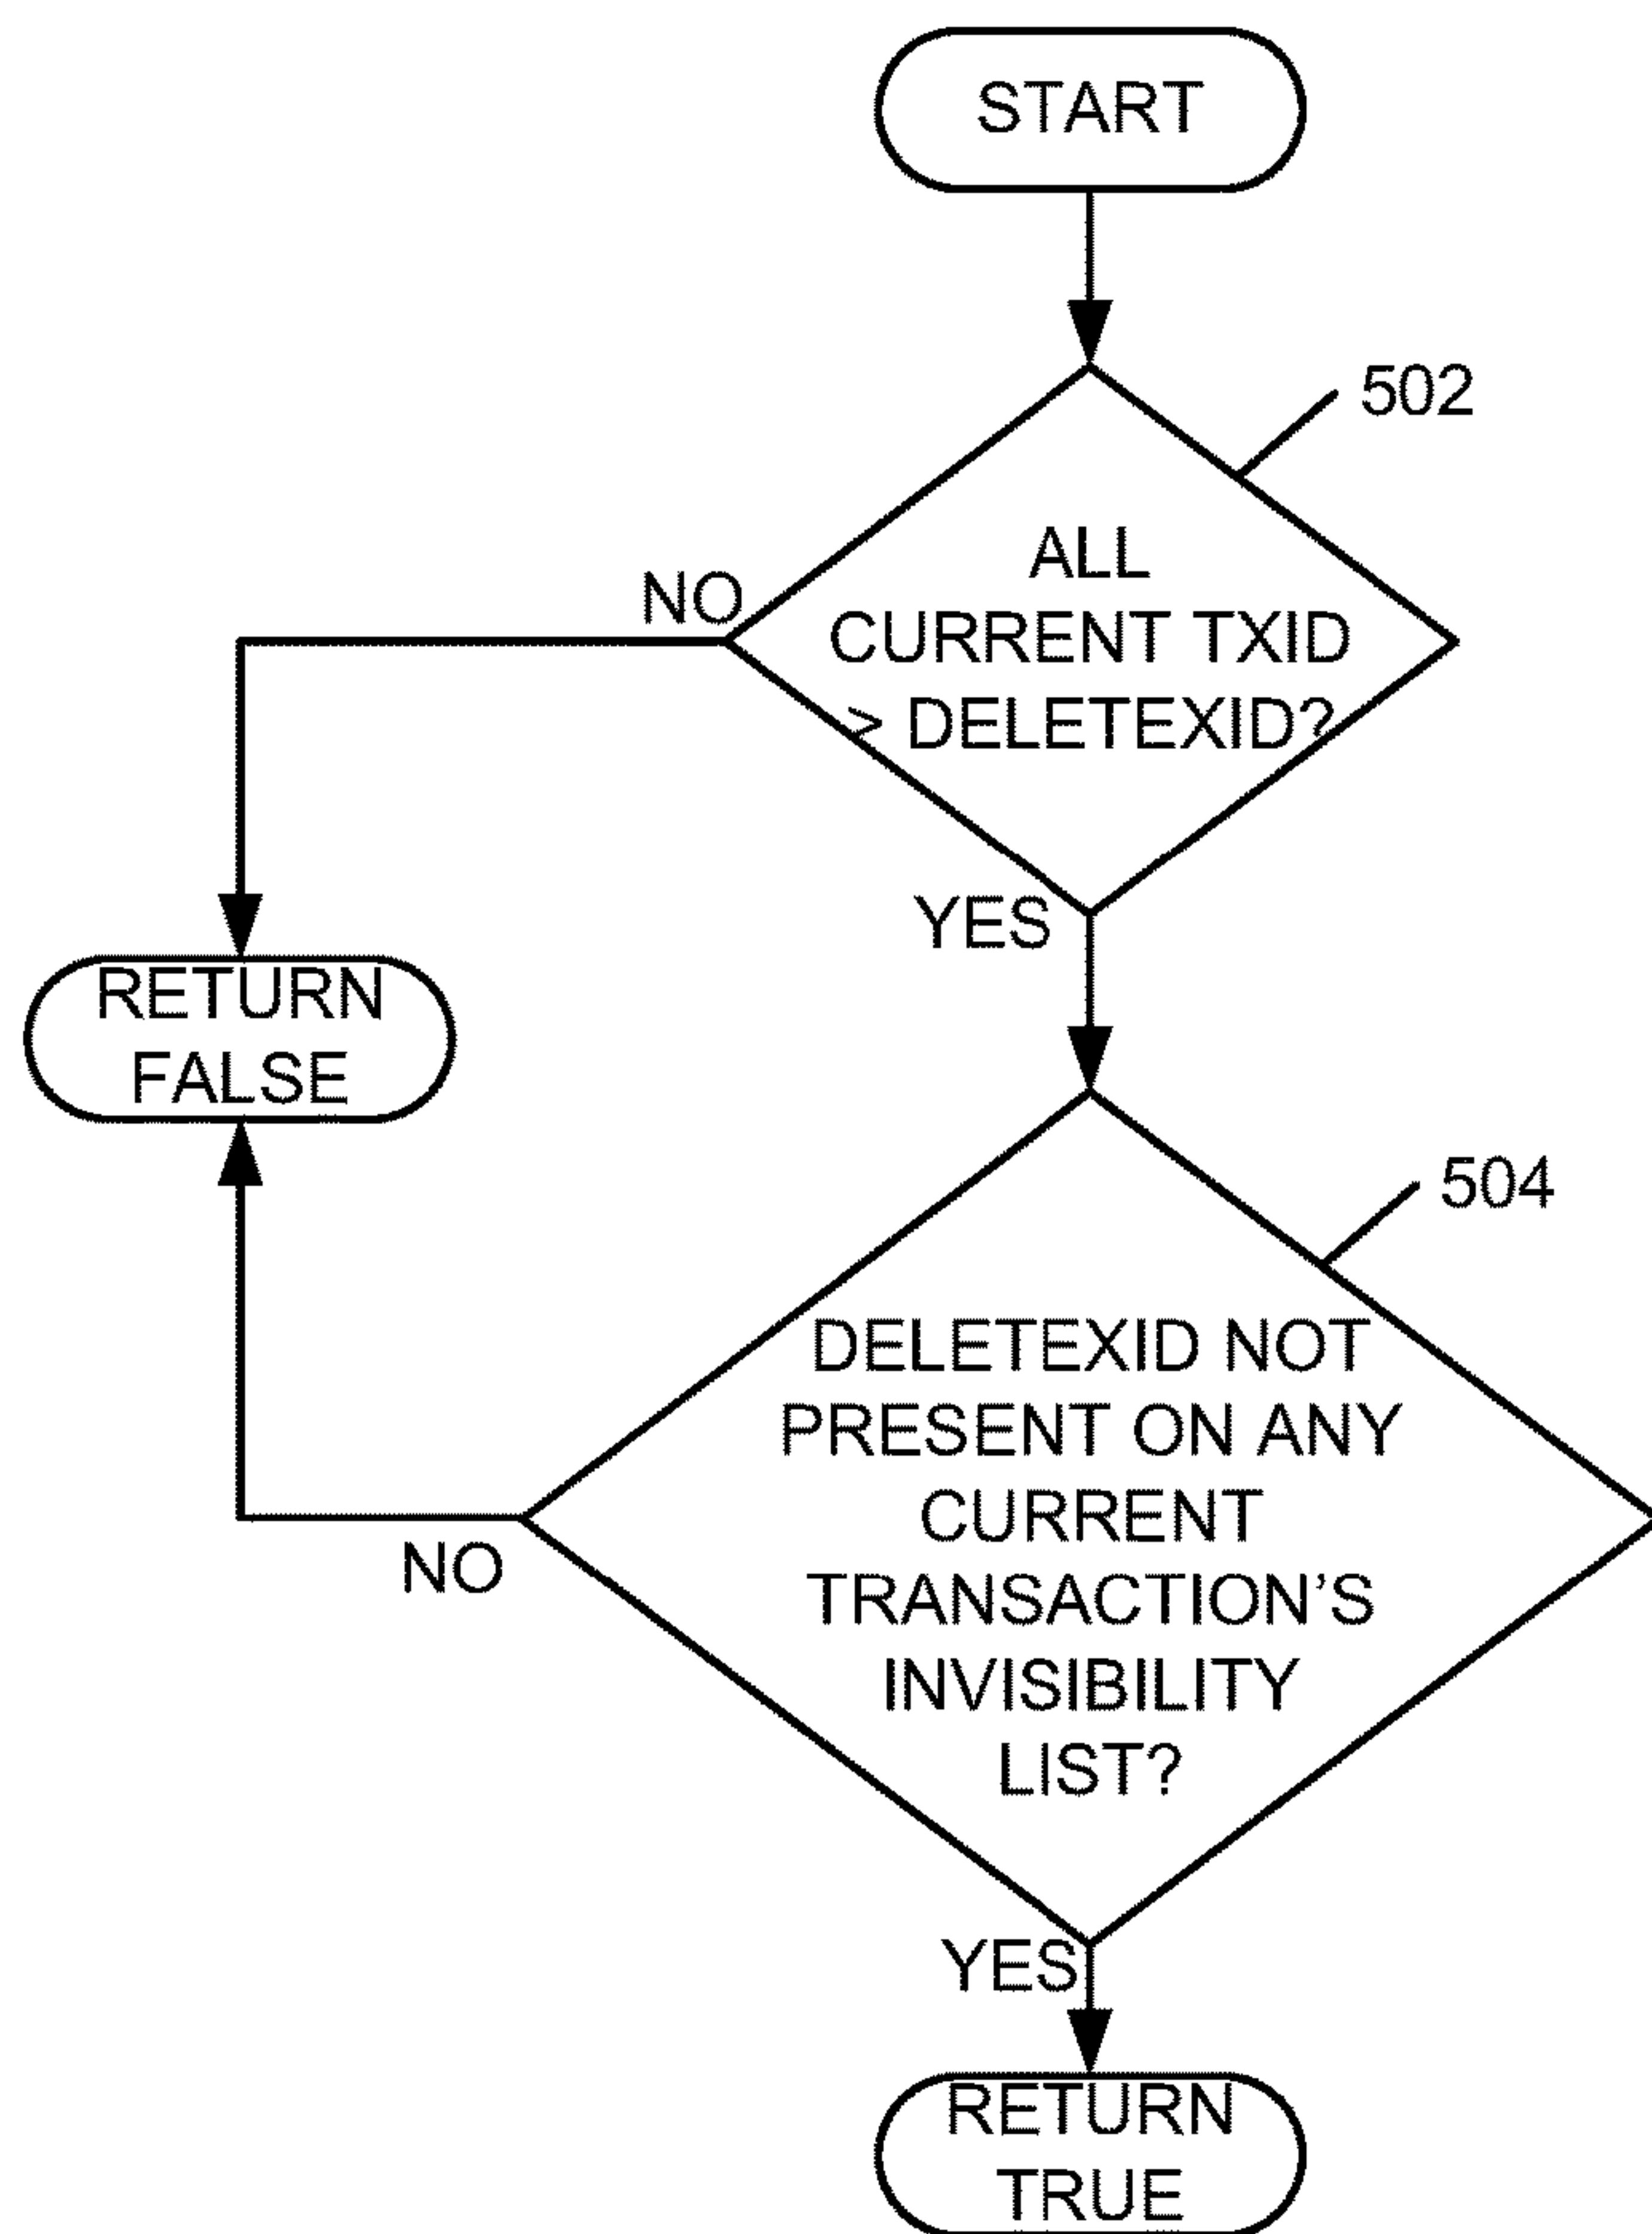 START
502
ALL
CURRENT TXID
> DELETEXID?
NO
YES
RETURN
FALSE
504
DELETEXID NOT
PRESENT ON ANY
CURRENT
TRANSACTION'S
INVISIBILITY
LIST?
NO
YES
RETURN
TRUE